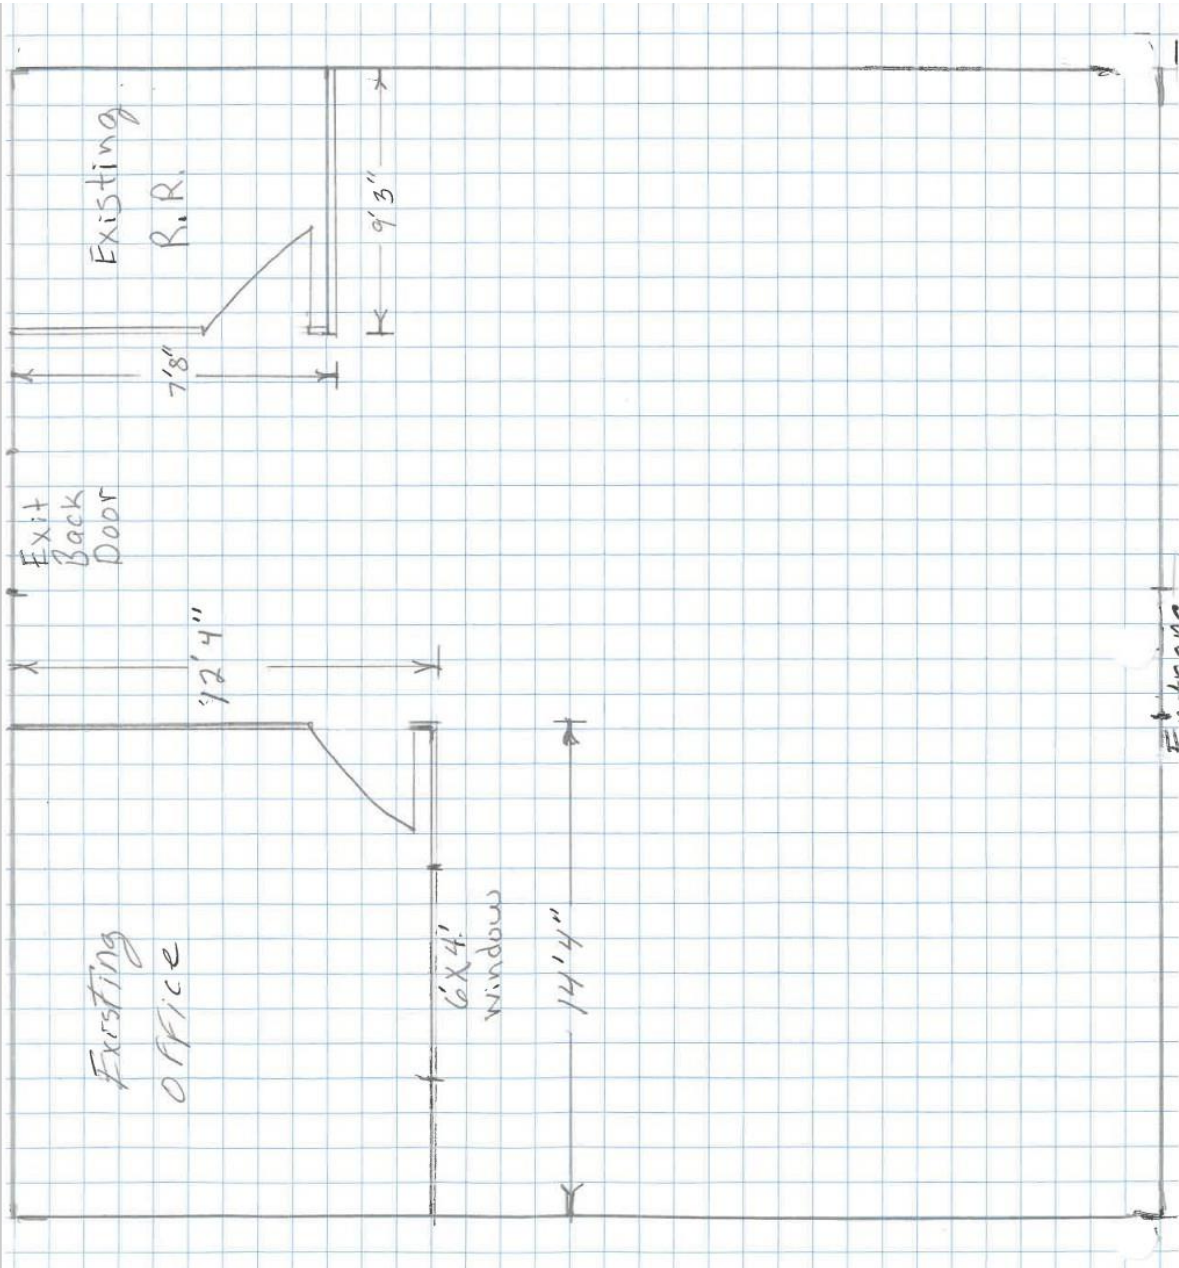 Existing
R.R.
9'3"
7'8"
Exit
Back
Door
12'4"
Existing
Office
6'X4'
Window
14'4"